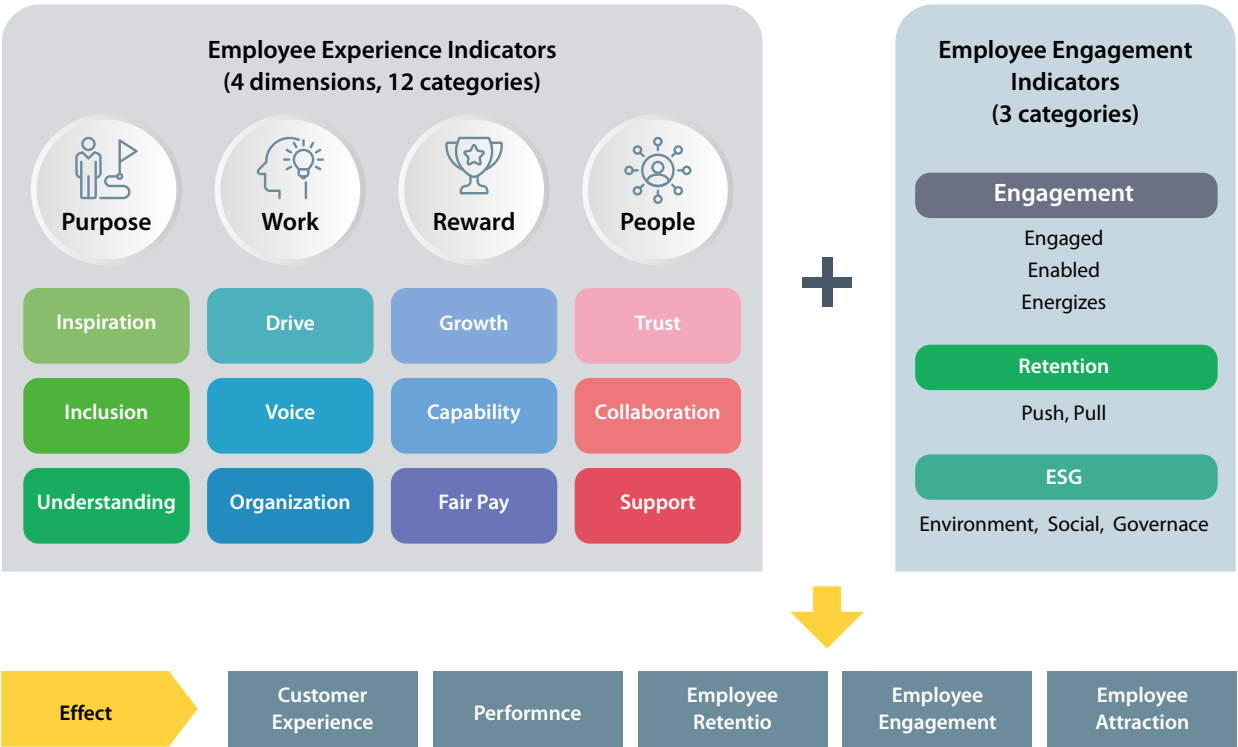 Employee Experience Indicators
(4 dimensions, 12 categories)
Purpose
Work
Reward
People
Inspiration
Drive
Growth
Trust
Inclusion
Voice
Capability
Collaboration
Understanding
Organization
Fair Pay
Support
Employee Engagement
Indicators
(3 categories)
Engagement
Engaged
Enabled
Energizes
Retention
Push, Pull
ESG
Environment, Social, Governace
Effect
Customer
Experience
Performnce
Employee
Retentio
Employee
Engagement
Employee
Attraction